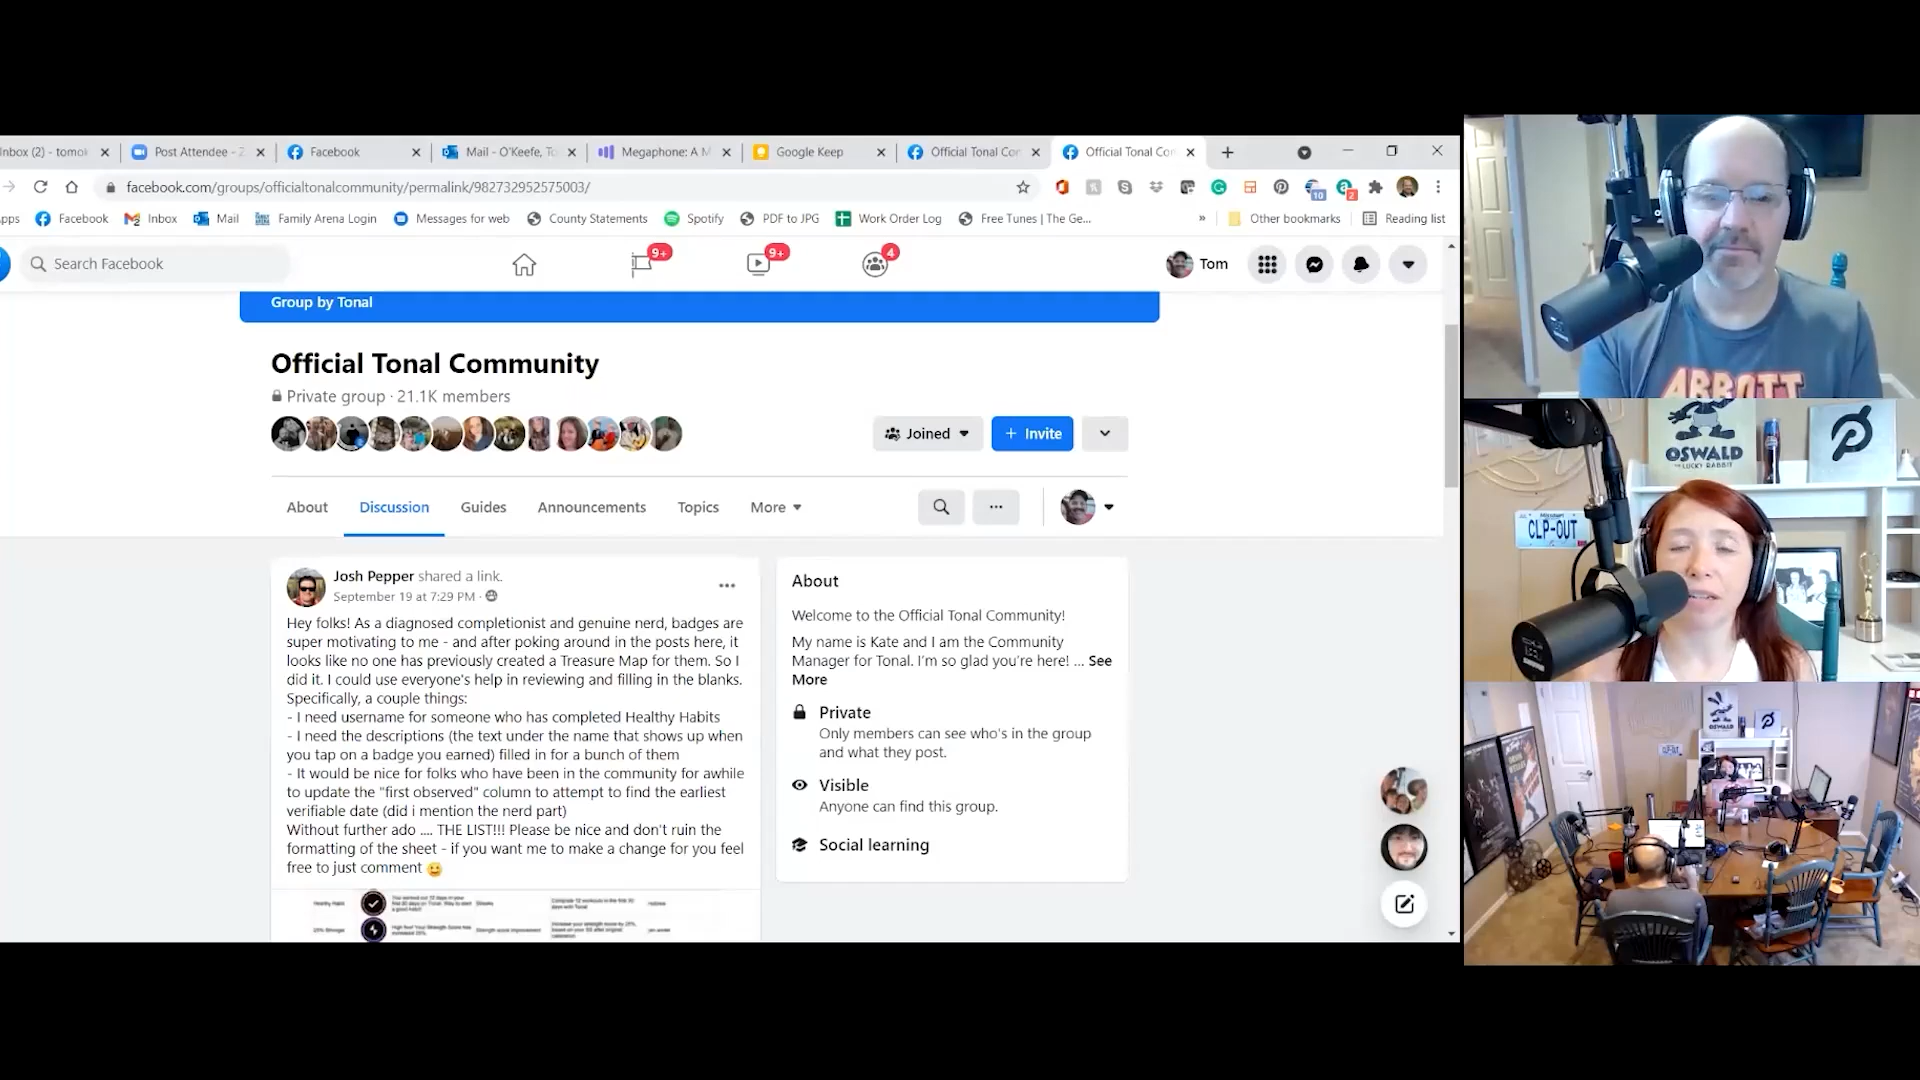 Inbox (2) - tomok
Post Attendee - Z
Facebook
Mail - O'Keefe, To
Megaphone: A M
Google Keep
Official Tonal Con
Official Tonal Con
facebook.com/groups/officialtonalcommunity/permalink/982732952575003/
10
2
pps
Facebook
Inbox
Mail
Family Arena Login
Messages for web
County Statements
Spotify
PDF to JPG
Work Order Log
Free Tunes | The Ge...
»
Other bookmarks
Reading list
Search Facebook
9+
9+
4
Tom
Group by Tonal
Official Tonal Community
Private group · 21.1K members
Joined
+ Invite
About
Discussion
Guides
Announcements
Topics
More
Josh Pepper shared a link.
September 19 at 7:29 PM ·
Hey folks! As a diagnosed completionist and genuine nerd, badges are
super motivating to me - and after poking around in the posts here, it
looks like no one has previously created a Treasure Map for them. So I
did it. I could use everyone's help in reviewing and filling in the blanks.
Specifically, a couple things:
- I need username for someone who has completed Healthy Habits
- I need the descriptions (the text under the name that shows up when
you tap on a badge you earned) filled in for a bunch of them
- It would be nice for folks who have been in the community for awhile
to update the "first observed" column to attempt to find the earliest
verifiable date (did i mention the nerd part)
Without further ado .... THE LIST!!! Please be nice and don't ruin the
formatting of the sheet - if you want me to make a change for you feel
free to just comment
About
Welcome to the Official Tonal Community!
My name is Kate and I am the Community
Manager for Tonal. I'm so glad you're here! ... See
More
Private
Only members can see who's in the group
and what they post.
Visible
Anyone can find this group.
Social learning
ABBOTT
OSWALD
THE LUCKY RABBIT
CLP-OUT
OSWALD
CLP-OUT